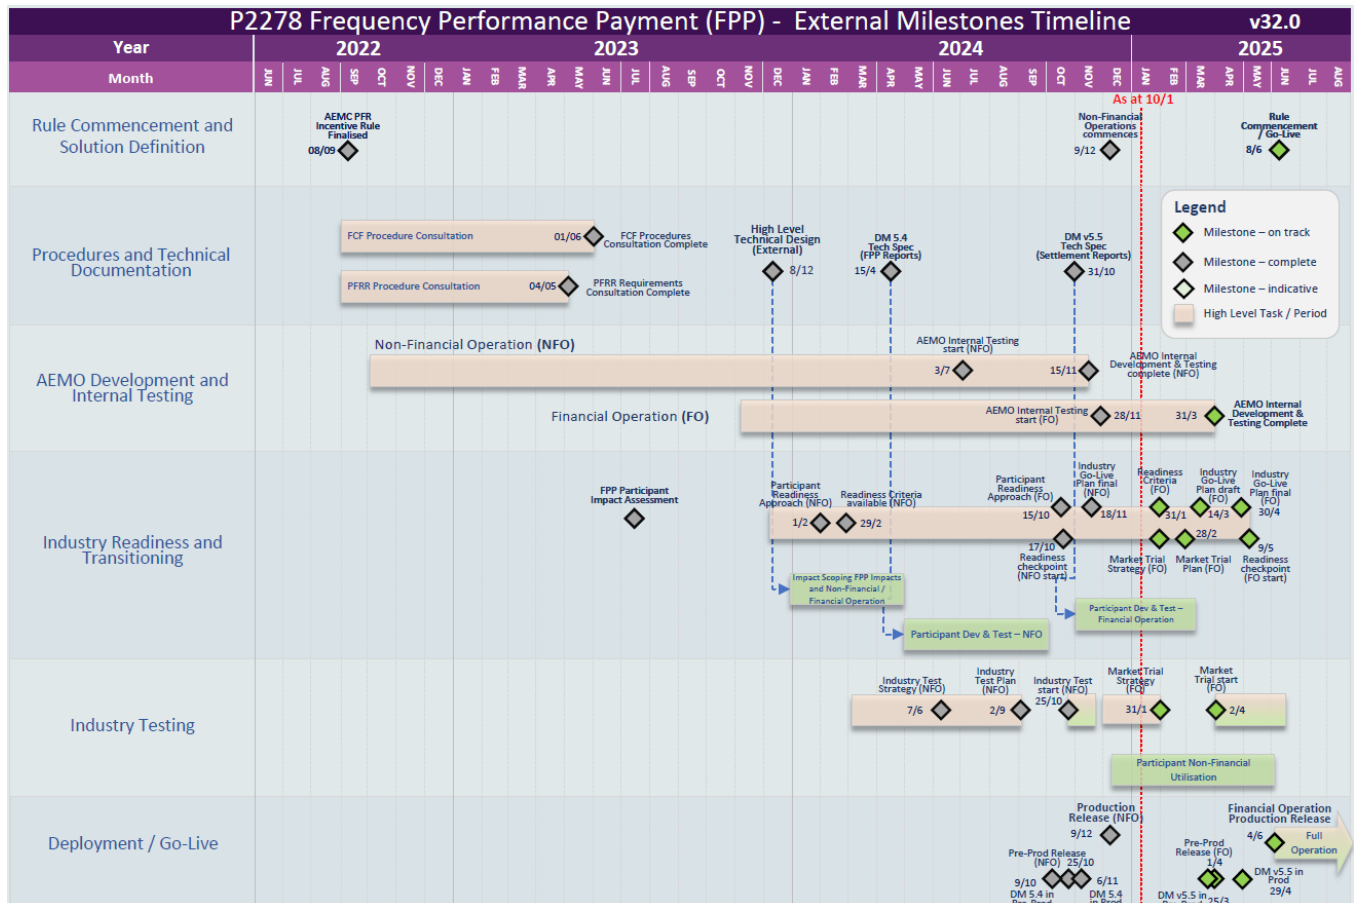 P2278 Frequency Performance Payment (FPP) - External Milestones Timeline v32.0
Year 2022 2023 2024 2025
Month JUN JUL AUG SEP OCT NOV DEC JAN FEB MAR APR MAY JUN JUL AUG SEP OCT NOV DEC JAN FEB MAR APR MAY JUN JUL AUG SEP OCT NOV DEC JAN FEB MAR APR MAY JUN JUL AUG
As at 10/1
Rule Commencement and
Solution Definition
AEMC PFR
Incentive Rule
Finalised
08/09
Non-Financial
Operations
commences
9/12
Rule
Commencement
/ Go-Live
8/6
Legend
Milestone – on track
Milestone – complete
Milestone – indicative
High Level Task / Period
Procedures and Technical
Documentation
FCF Procedure Consultation
01/06
FCF Procedures
Consultation Complete
PFRR Procedure Consultation
04/05
PFRR Requirements
Consultation Complete
High Level
Technical Design
(External)
8/12
DM 5.4
Tech Spec
(FPP Reports)
15/4
DM v5.5
Tech Spec
(Settlement Reports)
31/10
AEMO Development and
Internal Testing
Non-Financial Operation (NFO)
AEMO Internal Testing
start (NFO)
3/7
15/11
AEMO Internal
Development & Testing
complete (NFO)
Financial Operation (FO)
AEMO Internal Testing
start (FO)
28/11
31/3
AEMO Internal
Development &
Testing Complete
Industry Readiness and
Transitioning
FPP Participant
Impact Assessment
Participant
Readiness
Approach (NFO)
1/2
Readiness Criteria
available (NFO)
29/2
Participant
Readiness
Approach (FO)
15/10
Industry
Go-Live
Plan final
(NFO)
18/11
Readiness
Criteria
(FO)
31/1
Industry
Go-Live
Plan draft
(FO)
14/3
Industry
Go-Live
Plan final
(FO)
30/4
17/10
Readiness
checkpoint
(NFO start)
Market Trial
Strategy (FO)
28/2
Market Trial
Plan (FO)
9/5
Readiness
checkpoint
(FO start)
Impact Scoping FPP Impacts
and Non-Financial /
Financial Operation
Participant Dev & Test – NFO
Participant Dev & Test –
Financial Operation
Industry Testing
Industry Test
Strategy (NFO)
7/6
Industry
Test Plan
(NFO)
2/9
Industry Test
start (NFO)
25/10
Market Trial
Strategy
(FO)
31/1
Market
Trial start
(FO)
2/4
Participant Non-Financial
Utilisation
Deployment / Go-Live
Production
Release (NFO)
9/12
Financial Operation
Production Release
4/6
Full
Operation
Pre-Prod Release
(NFO) 25/10
9/10
6/11
DM 5.4 in
DM 5.4
Pre-Prod
Release (FO)
1/4
DM v5.5 in
25/3
DM v5.5 in
Prod
29/4